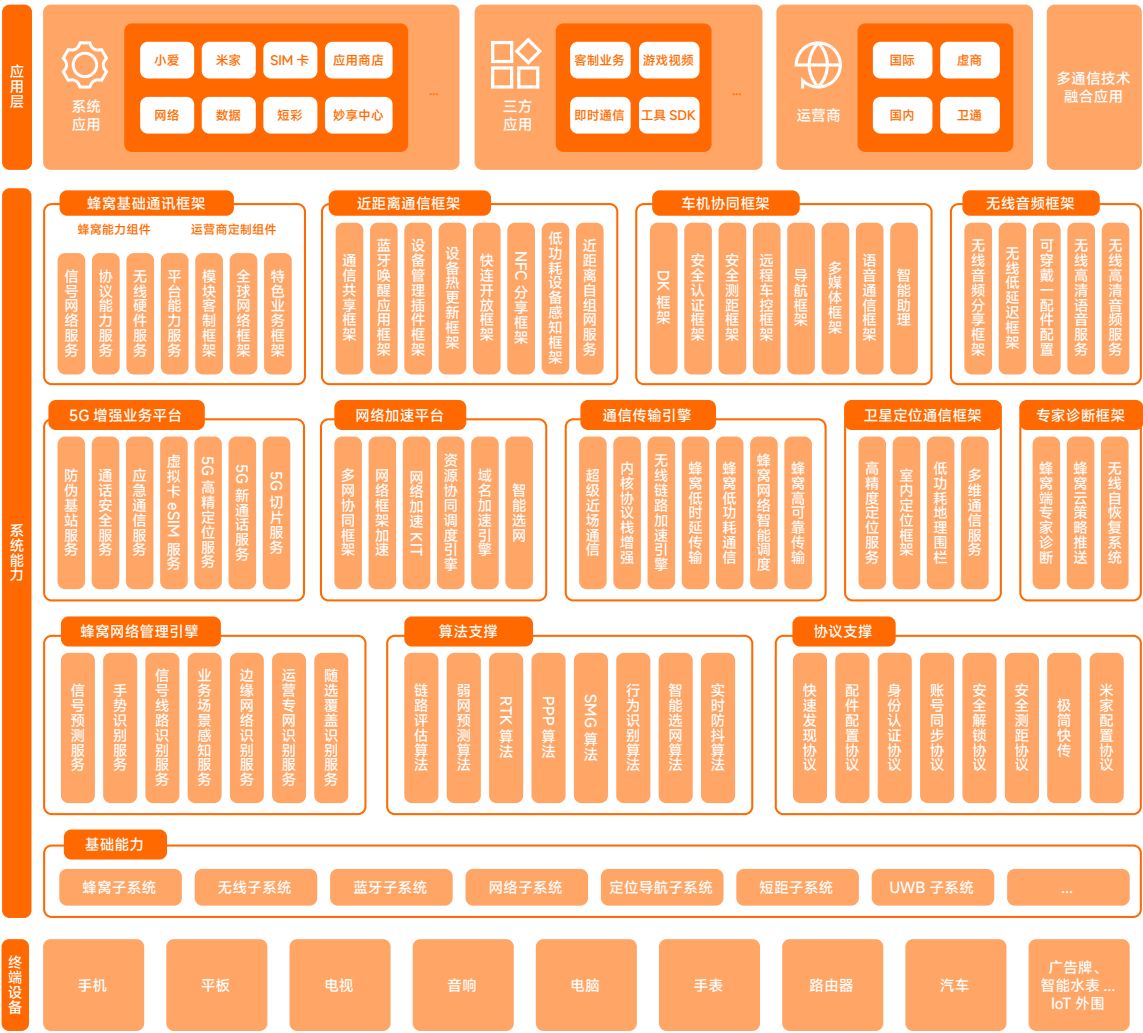 应用层
系统
应用
小爱
米家
SIM 卡
应用商店
网络
数据
短彩
妙享中心
...
三方
应用
客制业务
游戏视频
即时通信
工具 SDK
...
运营商
国际
虚商
国内
卫通
多通信技术
融合应用
系统能力
蜂窝基础通讯框架
蜂窝能力组件
运营商定制组件
信号网络服务
协议能力服务
无线硬件服务
平台能力服务
模块客制框架
全球网络框架
特色业务框架
近距离通信框架
通信共享框架
蓝牙唤醒应用框架
设备管理插件框架
设备热更新框架
快连开放框架
NFC 分享框架
低功耗设备感知框架
近距离自组网服务
车机协同框架
DK 框架
安全认证框架
安全测距框架
远程车控框架
导航框架
多媒体框架
语音通信框架
智能助理
无线音频框架
无线音频分享框架
无线低延迟框架
可穿戴一配件配置
无线高清语音服务
无线高清音频服务
5G 增强业务平台
防伪基站服务
通话安全服务
应急通信服务
虚拟卡 eSIM 服务
5G 高精定位服务
5G 新通话服务
5G 切片服务
网络加速平台
多网协同框架
网络框架加速
网络加速 KIT
资源协同调度引挛
域名加速引擎
智能选网
通信传输引擎
超级近场通信
内核协议栈增强
无线链路加速引擎
蜂窝低时延传输
蜂窝低功耗通信
蜂窝网络智能调度
蜂窝高可靠传输
卫星定位通信框架
高精度定位服务
室内定位框架
低功耗地理围栏
多维通信服务
专家诊断框架
蜂窝端专家诊断
蜂窝云策略推送
无线自恢复系统
蜂窝网络管理引擎
信号预测服务
手势识别服务
信号线路识别服务
业务场景感知服务
边缘网络识别服务
运营专网识别服务
随选覆盖识别服务
算法支撑
链路评估算法
弱网预测算法
RTK 算法
PPP 算法
SMG 算法
行为识别算法
智能选网算法
实时防抖算法
协议支撑
快速发现协议
配件配置协议
身份认证协议
账号同步协议
安全解锁协议
安全测距协议
极简快传
米家配置协议
基础能力
蜂窝子系统
无线子系统
蓝牙子系统
网络子系统
定位导航子系统
短距子系统
UWB 子系统
...
终端设备
手机
平板
电视
音响
电脑
手表
路由器
汽车
广告牌、
智能水表 ...
IoT 外围